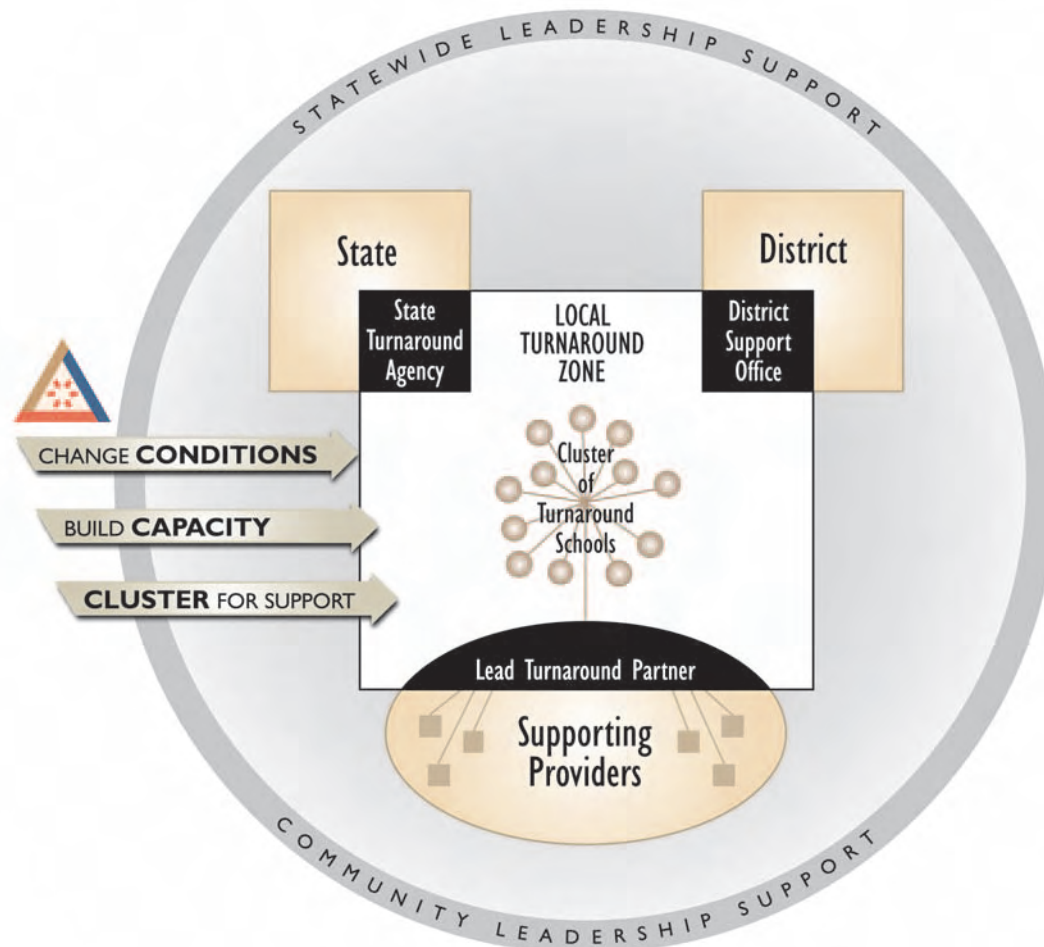 STATEWIDE LEADERSHIP SUPPORT
State
District
State
Turnaround
Agency
LOCAL
TURNAROUND
ZONE
District
Support
Office
CHANGE CONDITIONS
BUILD CAPACITY
CLUSTER FOR SUPPORT
Cluster
of
Turnaround
Schools
Lead Turnaround Partner
Supporting
Providers
COMMUNITY LEADERSHIP SUPPORT